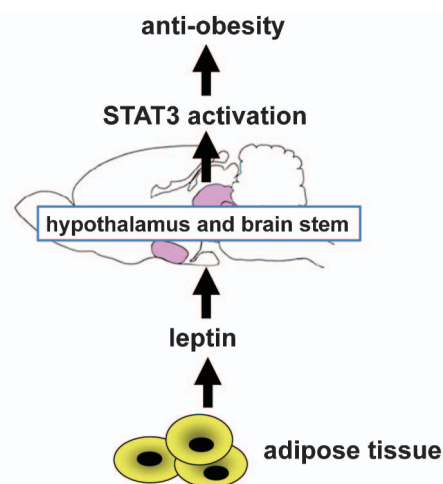 anti-obesity
STAT3 activation
hypothalamus and brain stem
leptin
adipose tissue